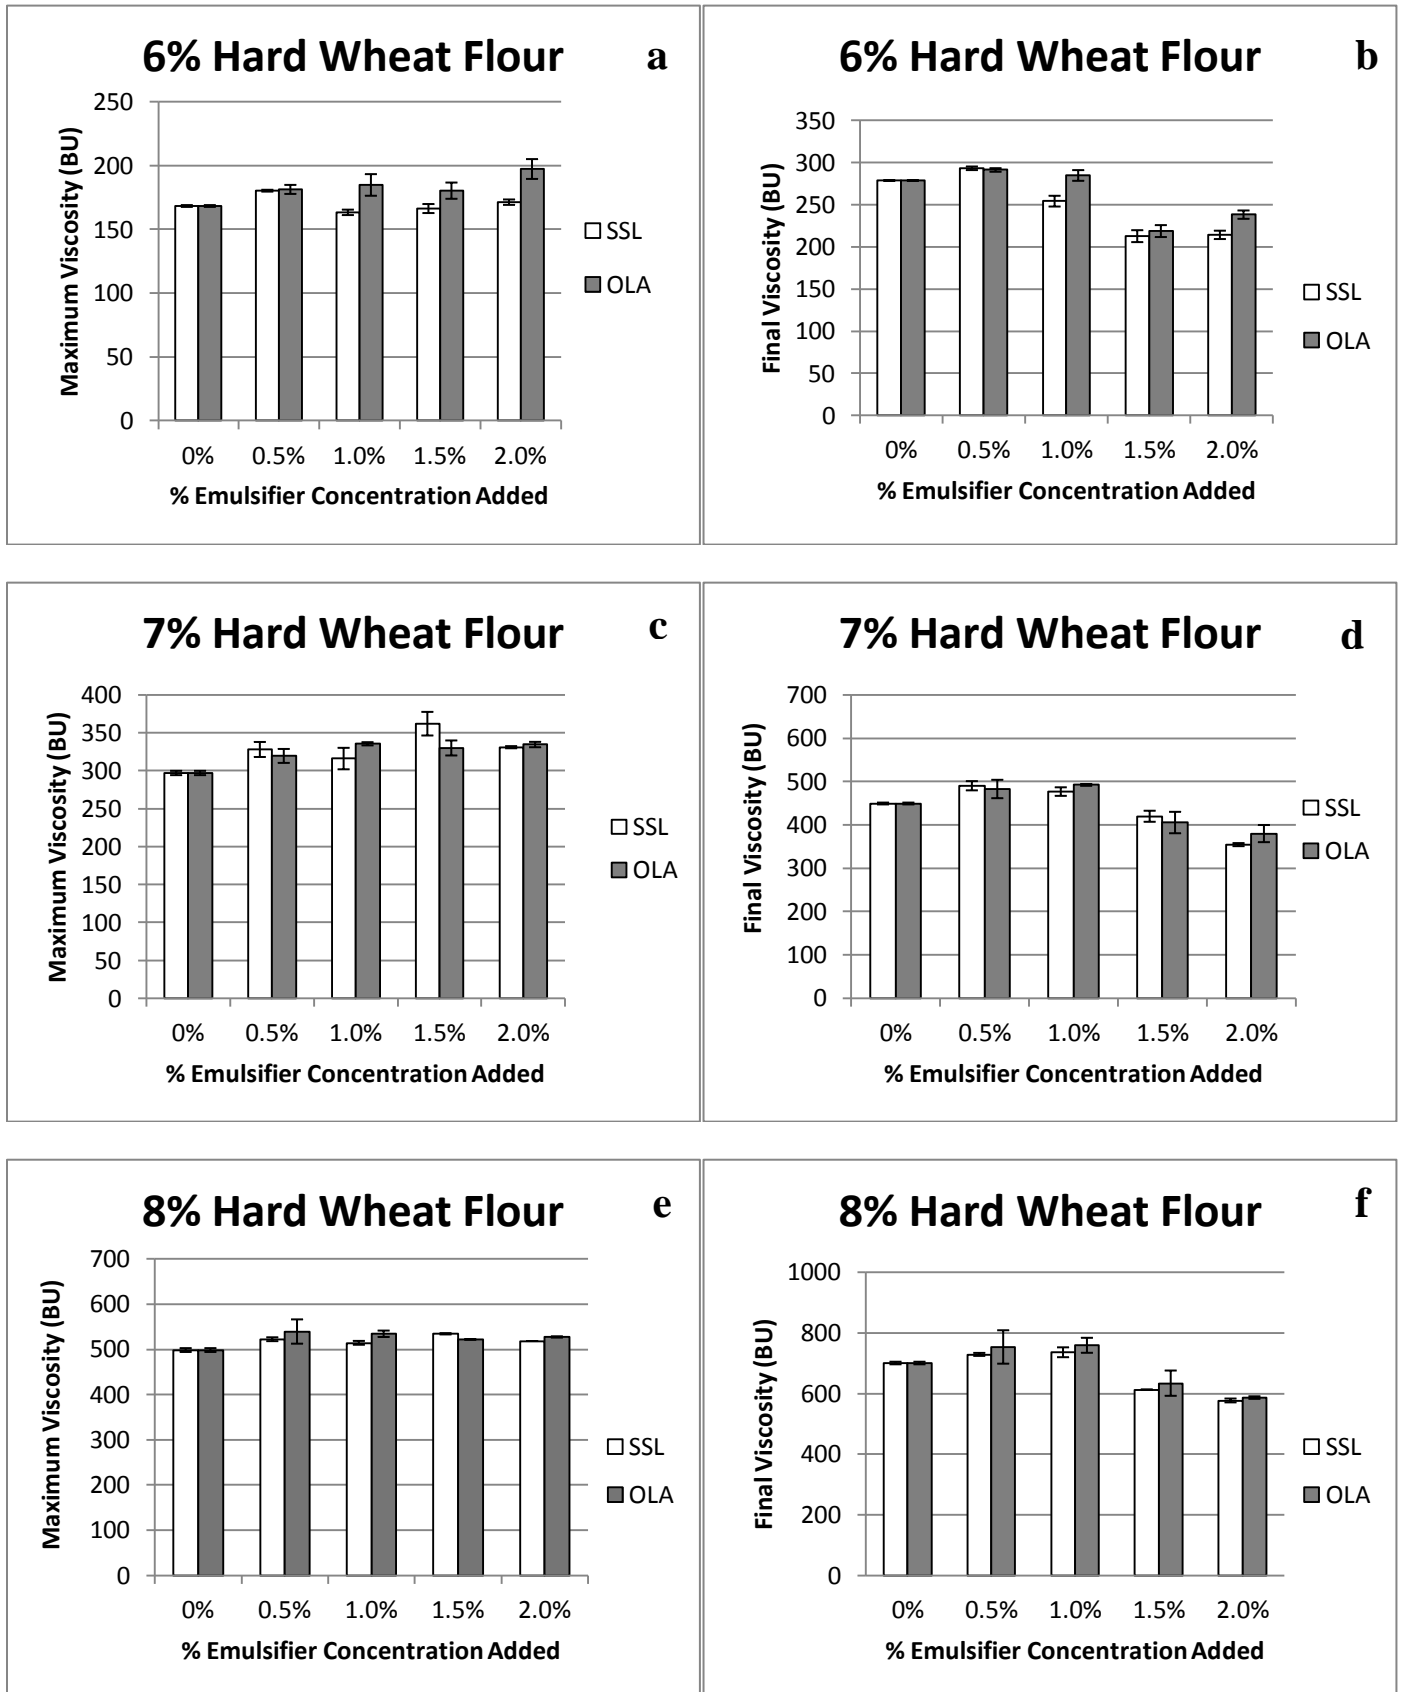 6% Hard Wheat Flour a
250
200
150
100
50
0
Maximum Viscosity (BU)
0% 0.5% 1.0% 1.5% 2.0%
% Emulsifier Concentration Added
SSL
OLA
6% Hard Wheat Flour b
350
300
250
200
150
100
50
0
Final Viscosity (BU)
0% 0.5% 1.0% 1.5% 2.0%
% Emulsifier Concentration Added
SSL
OLA
7% Hard Wheat Flour c
400
350
300
250
200
150
100
50
0
Maximum Viscosity (BU)
0% 0.5% 1.0% 1.5% 2.0%
% Emulsifier Concentration Added
SSL
OLA
7% Hard Wheat Flour d
700
600
500
400
300
200
100
0
Final Viscosity (BU)
0% 0.5% 1.0% 1.5% 2.0%
% Emulsifier Concentration Added
SSL
OLA
8% Hard Wheat Flour e
700
600
500
400
300
200
100
0
Maximum Viscosity (BU)
0% 0.5% 1.0% 1.5% 2.0%
% Emulsifier Concentration Added
SSL
OLA
8% Hard Wheat Flour f
1000
800
600
400
200
0
Final Viscosity (BU)
0% 0.5% 1.0% 1.5% 2.0%
% Emulsifier Concentration Added
SSL
OLA